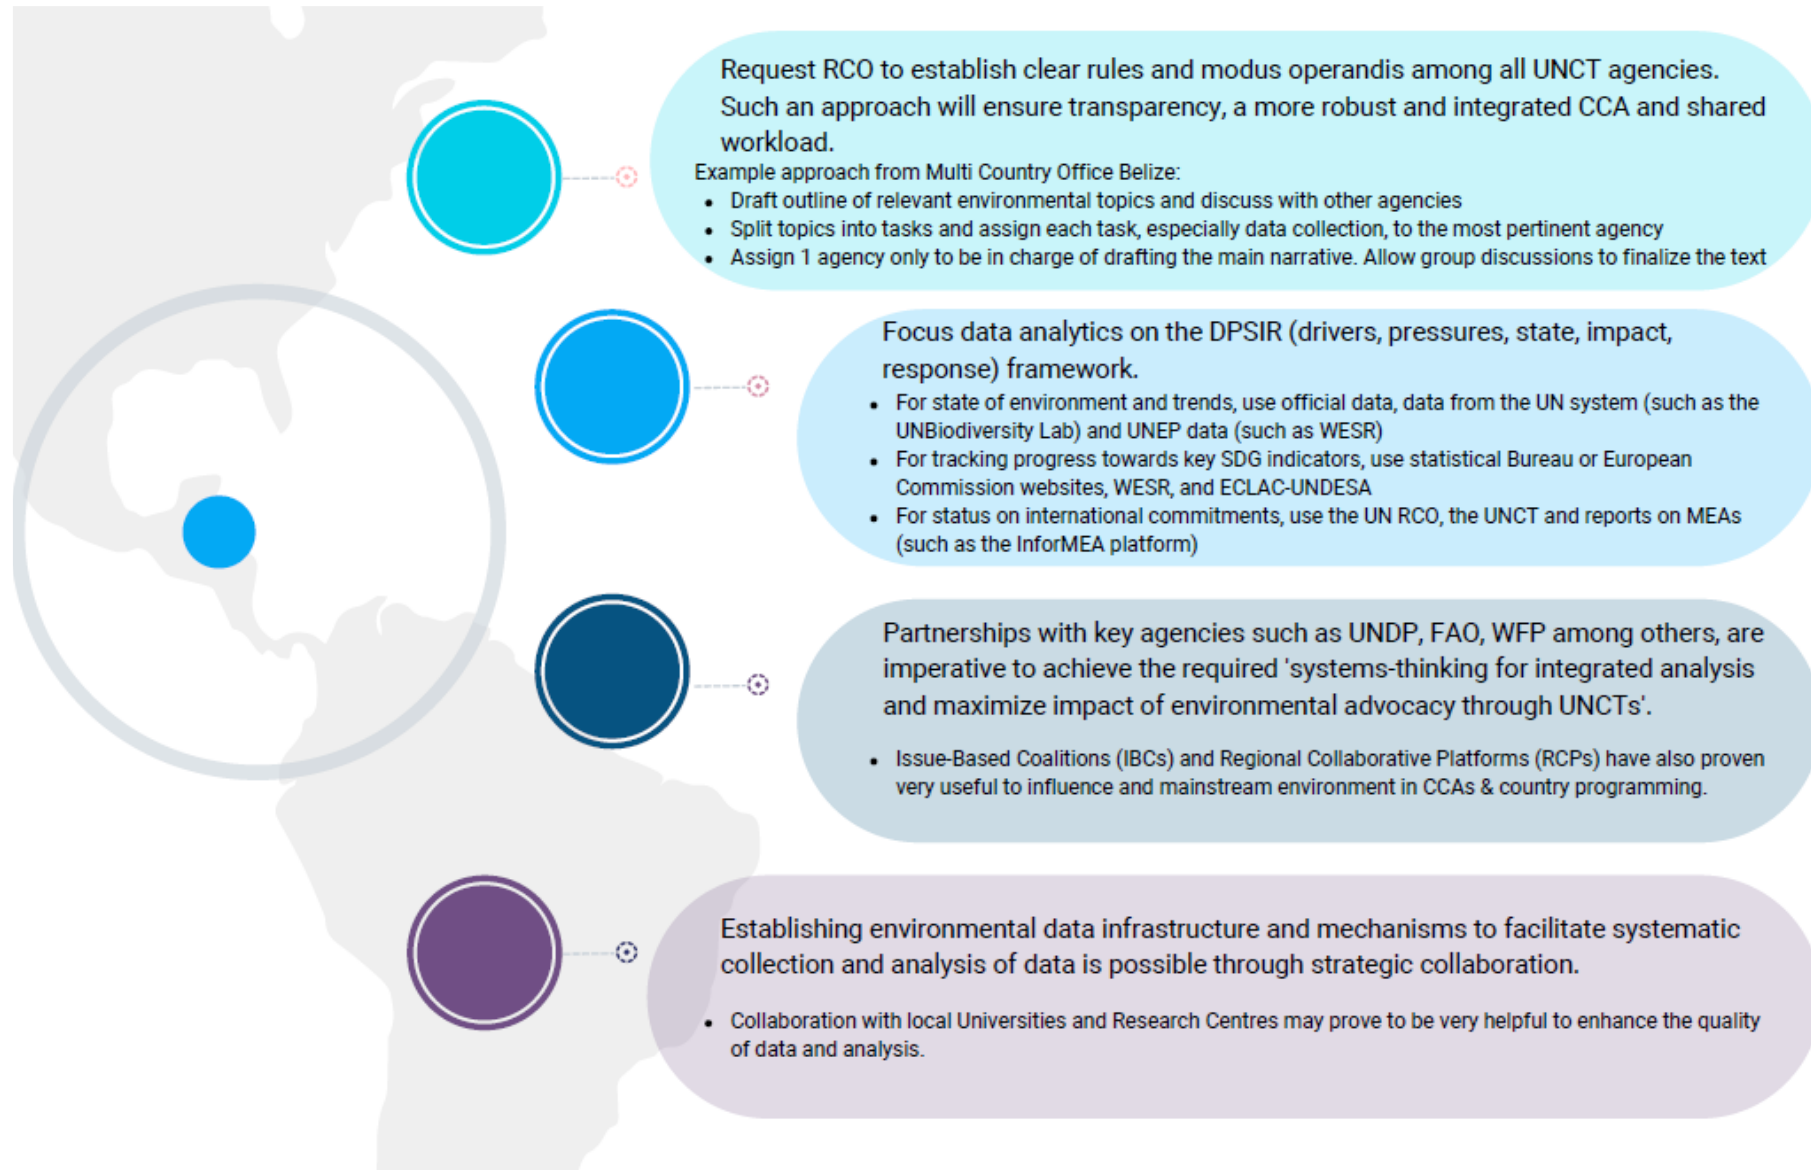 Request RCO to establish clear rules and modus operandis among all UNCT agencies.
Such an approach will ensure transparency, a more robust and integrated CCA and shared
workload.
Example approach from Multi Country Office Belize:
• Draft outline of relevant environmental topics and discuss with other agencies
• Split topics into tasks and assign each task, especially data collection, to the most pertinent agency
• Assign 1 agency only to be in charge of drafting the main narrative. Allow group discussions to finalize the text
Focus data analytics on the DPSIR (drivers, pressures, state, impact,
response) framework.
• For state of environment and trends, use official data, data from the UN system (such as the
UNBiodiversity Lab) and UNEP data (such as WESR)
• For tracking progress towards key SDG indicators, use statistical Bureau or European
Commission websites, WESR, and ECLAC-UNDESA
• For status on international commitments, use the UN RCO, the UNCT and reports on MEAs
(such as the InforMEA platform)
Partnerships with key agencies such as UNDP, FAO, WFP among others, are
imperative to achieve the required 'systems-thinking for integrated analysis
and maximize impact of environmental advocacy through UNCTs'.
• Issue-Based Coalitions (IBCs) and Regional Collaborative Platforms (RCPs) have also proven
very useful to influence and mainstream environment in CCAs & country programming.
Establishing environmental data infrastructure and mechanisms to facilitate systematic
collection and analysis of data is possible through strategic collaboration.
• Collaboration with local Universities and Research Centres may prove to be very helpful to enhance the quality
of data and analysis.